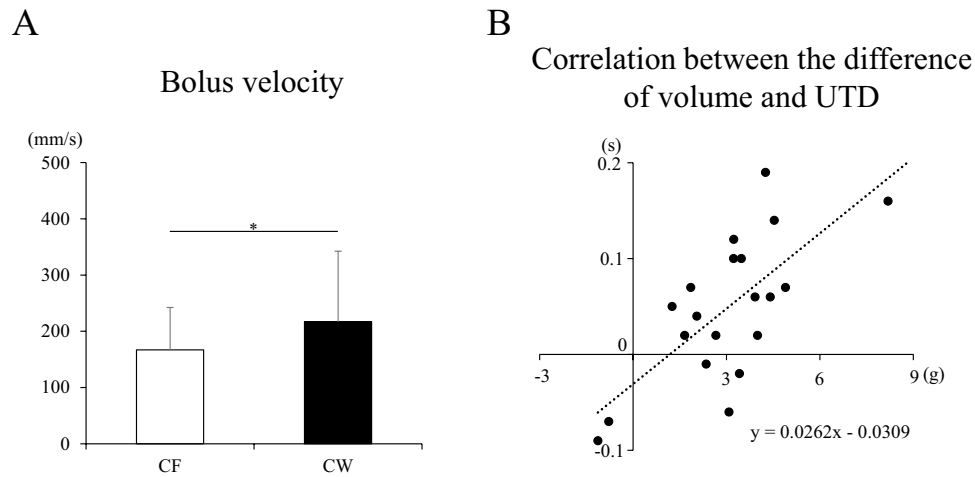 A
Bolus velocity
(mm/s)
500
400
300
200
100
0
*
CF
CW
B
Correlation between the difference
of volume and UTD
(s)
0.2
0.1
0
-0.1
-3
3
6
9 (g)
y = 0.0262x - 0.0309